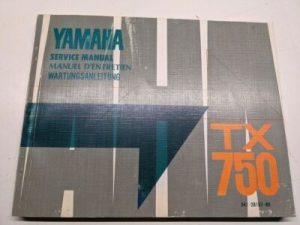 YAMAHA
SERVICE MANUAL
MANUEL D'ENTRETIEN
WARTUNGSANLEITUNG
TX
750